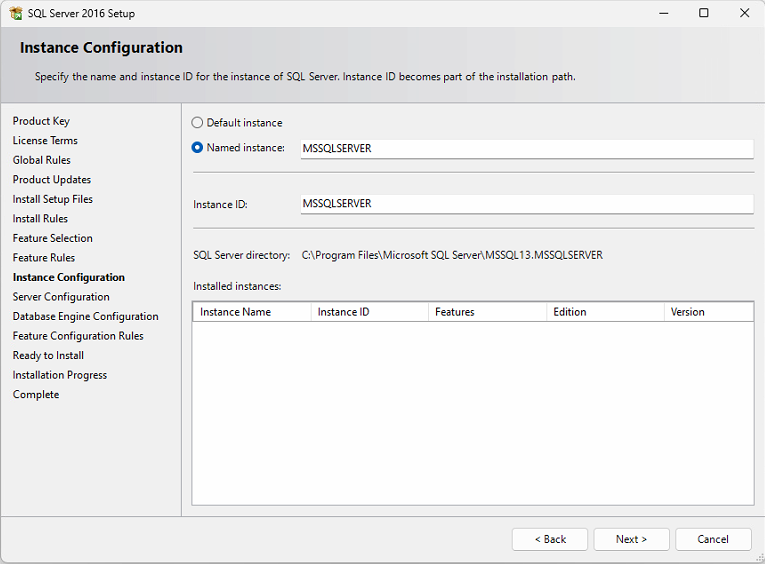 SQL Server 2016 Setup
Instance Configuration
Specify the name and instance ID for the instance of SQL Server. Instance ID becomes part of the installation path.
Product Key
License Terms
Global Rules
Product Updates
Install Setup Files
Install Rules
Feature Selection
Feature Rules
Instance Configuration
Server Configuration
Database Engine Configuration
Feature Configuration Rules
Ready to Install
Installation Progress
Complete
Default instance
Named instance: MSSQLSERVER
Instance ID: MSSQLSERVER
SQL Server directory: C:\Program Files\Microsoft SQL Server\MSSQL13.MSSQLSERVER
Installed instances:
Instance Name Instance ID Features Edition Version
< Back Next > Cancel